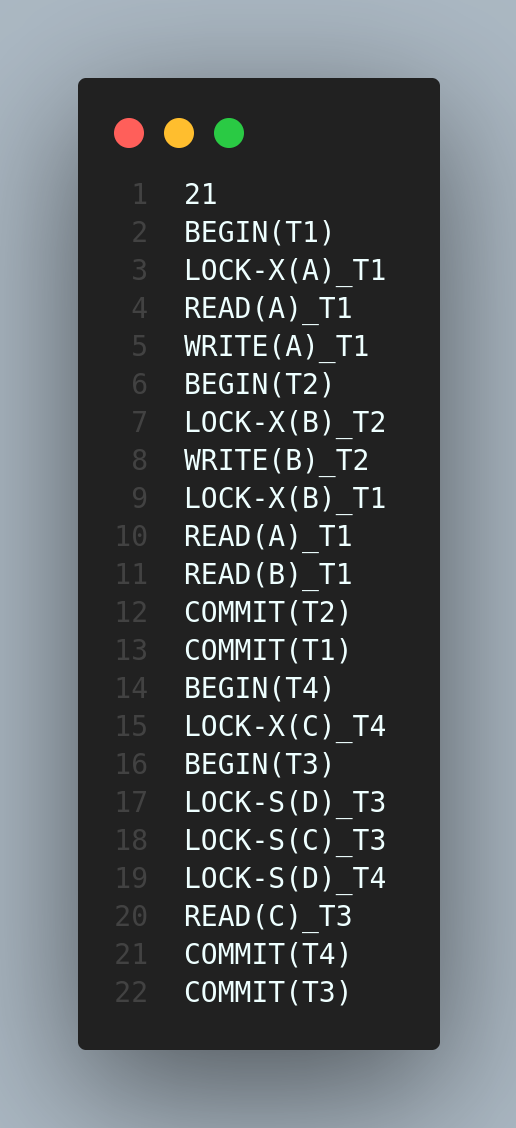 1 21
2 BEGIN(T1)
3 LOCK-X(A)_T1
4 READ(A)_T1
5 WRITE(A)_T1
6 BEGIN(T2)
7 LOCK-X(B)_T2
8 WRITE(B)_T2
9 LOCK-X(B)_T1
10 READ(A)_T1
11 READ(B)_T1
12 COMMIT(T2)
13 COMMIT(T1)
14 BEGIN(T4)
15 LOCK-X(C)_T4
16 BEGIN(T3)
17 LOCK-S(D)_T3
18 LOCK-S(C)_T3
19 LOCK-S(D)_T4
20 READ(C)_T3
21 COMMIT(T4)
22 COMMIT(T3)